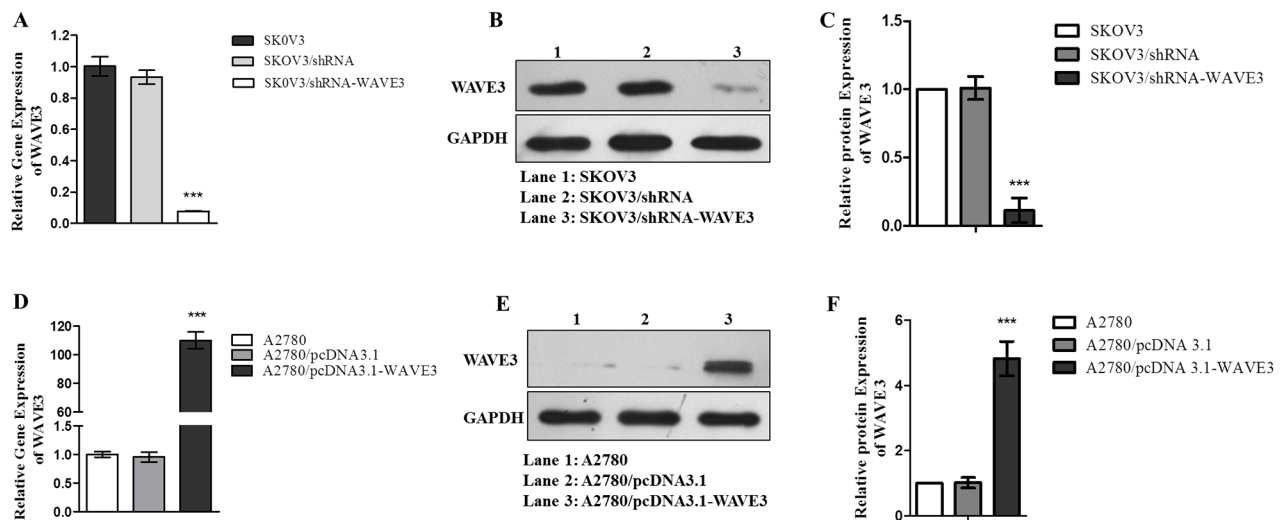 A
Relative Gene Expression
of WAVE3
1.2
1.0
0.8
0.6
0.4
0.2
0.0
***
SK0V3
SKOV3/shRNA
SK0V3/shRNA-WAVE3
B
1 2 3
WAVE3
GAPDH
Lane 1: SKOV3
Lane 2: SKOV3/shRNA
Lane 3: SKOV3/shRNA-WAVE3
C
Relative protein Expression
of WAVE3
1.5
1.0
0.5
0.0
***
SKOV3
SKOV3/shRNA
SKOV3/shRNA-WAVE3
D
Relative Gene Expression
of WAVE3
120
100
80
60
1.5
1.0
0.5
0.0
***
A2780
A2780/pcDNA3.1
A2780/pcDNA3.1-WAVE3
E
1 2 3
WAVE3
GAPDH
Lane 1: A2780
Lane 2: A2780/pcDNA3.1
Lane 3: A2780/pcDNA3.1-WAVE3
F
Relative protein Expression
of WAVE3
6
4
2
0
***
A2780
A2780/pcDNA 3.1
A2780/pcDNA 3.1-WAVE3